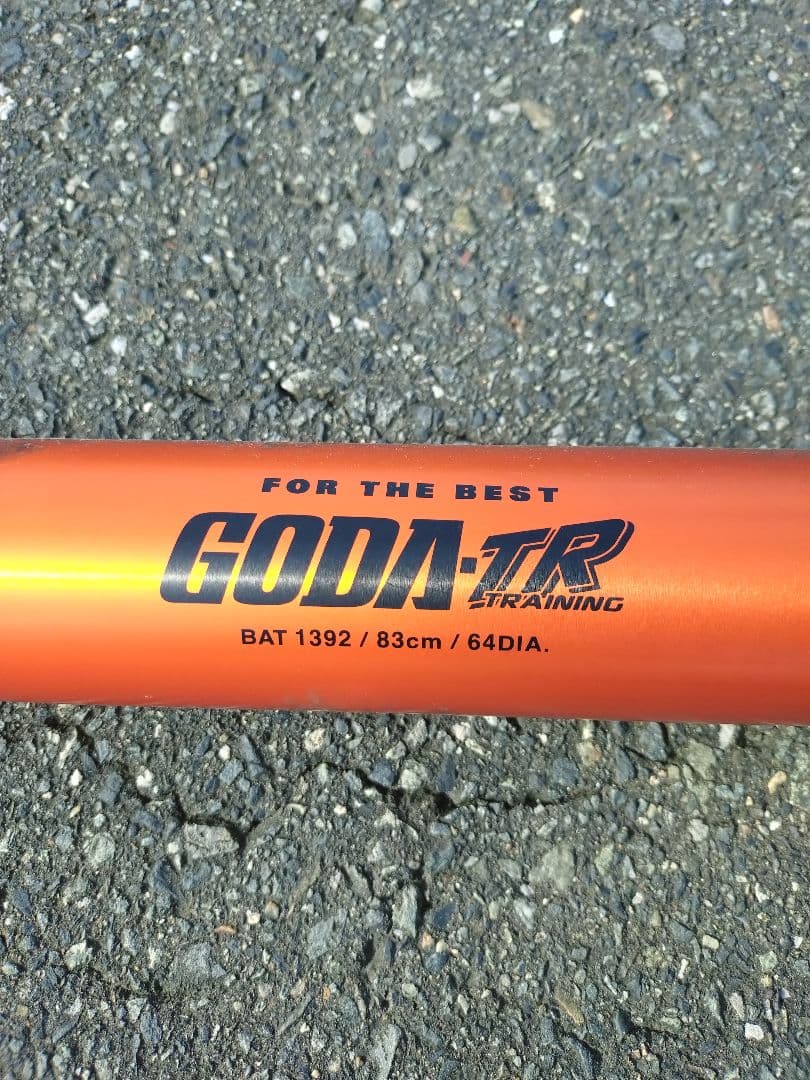 FOR THE BEST
GODA-TR
TRAINING
BAT 1392 / 83cm / 64DIA.